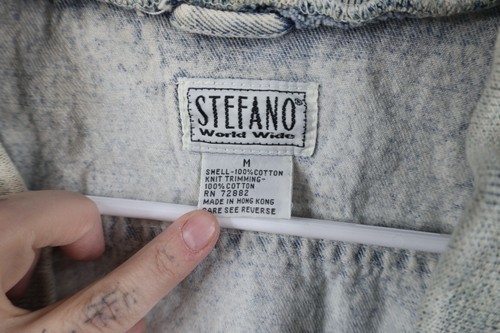 STEFANO®
World Wide
M
SHELL-100%COTTON
KNIT TRIMMING-
100%COTTON
RN 72882
MADE IN HONG KONG
CARE SEE REVERSE